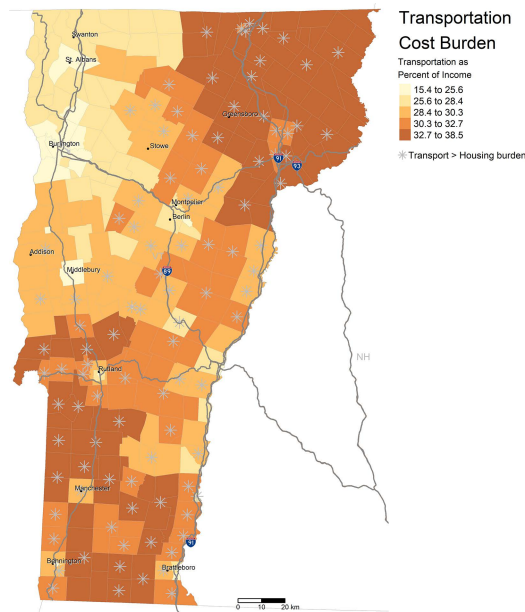 Transportation
Cost Burden
Transportation as
Percent of Income
15.4 to 25.6
25.6 to 28.4
28.4 to 30.3
30.3 to 32.7
32.7 to 38.5
Transport > Housing burden
Swanton
St. Albans
Greensboro
Burlington
Stowe
91
93
Montpelier
Berlin
Addison
Middlebury
89
NH
Rutland
Manchester
91
Bennington
Brattleboro
0 10 20 km